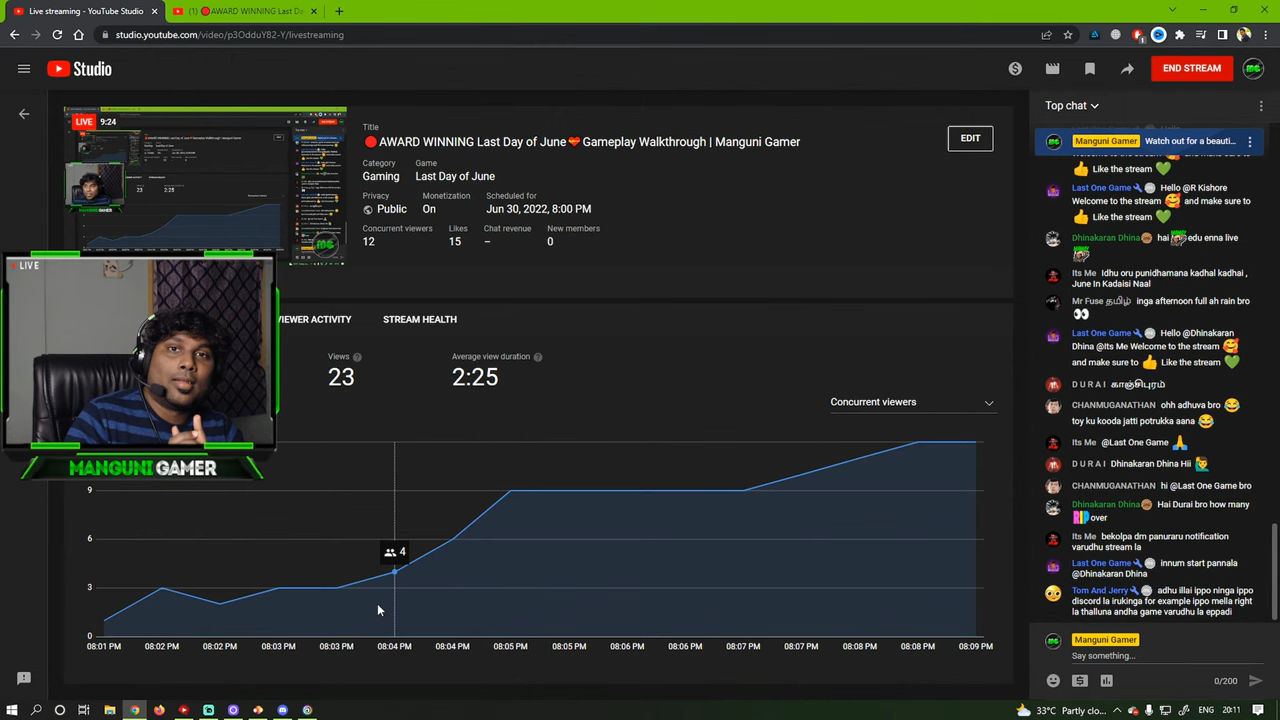 Live streaming - YouTube Studio
(1) 🔴AWARD WINNING Last Da
studio.youtube.com/video/p3OdduY82-Y/livestreaming
Studio
END STREAM
LIVE 9:24
Title
🔴AWARD WINNING Last Day of June❤️Gameplay Walkthrough | Manguni Gamer
EDIT
Category
Game
Gaming
Last Day of June
Privacy
Monetization
Scheduled for
Public
On
Jun 30, 2022, 8:00 PM
Concurrent viewers
Likes
Chat revenue
New members
12
15
–
0
LIVE
MANGUNI GAMER
VIEWER ACTIVITY
STREAM HEALTH
Views
Average view duration
23
2:25
Concurrent viewers
9
6
3
0
4
08:01 PM 08:02 PM 08:02 PM 08:03 PM 08:03 PM 08:04 PM 08:04 PM 08:05 PM 08:05 PM 08:06 PM 08:06 PM 08:07 PM 08:07 PM 08:08 PM 08:08 PM 08:09 PM
Top chat
Manguni Gamer Watch out for a beauti...
Welcome to the stream 🥰 and make sure to
👍 Like the stream 💚
Last One Game Hello @R Kishore
Welcome to the stream 🥰 and make sure to
👍 Like the stream 💚
Dhinakaran Dhina hai edu enna live
Its Me Idhu oru punidhamana kadhal kadhai ,
June In Kadaisi Naal
Mr Fuse தமிழ் inga afternoon full ah rain bro
👀
Last One Game Hello @Dhinakaran
Dhina @Its Me Welcome to the stream 🥰
and make sure to 👍 Like the stream 💚
D U R A I காஞ்சிபுரம்
CHANMUGANATHAN ohh adhuva bro 😂
toy ku kooda jatti potrukka aana 😂
Its Me @Last One Game 🙏
D U R A I Dhinakaran Dhina Hii 🙋‍♂️
CHANMUGANATHAN hi @Last One Game bro
Dhinakaran Dhina Hai Durai bro how many
RIP over
Its Me bekolpa dm panuraru notification
varudhu stream la
Last One Game innum start pannala
@Dhinakaran Dhina
Tom And Jerry adhu illai ippo ninga ippo
discord la irukinga for example ippo mella right
la thalluna andha game varudhu la eppadi
Manguni Gamer
Say something...
0/200
33°C Partly clo...
ENG
20:11